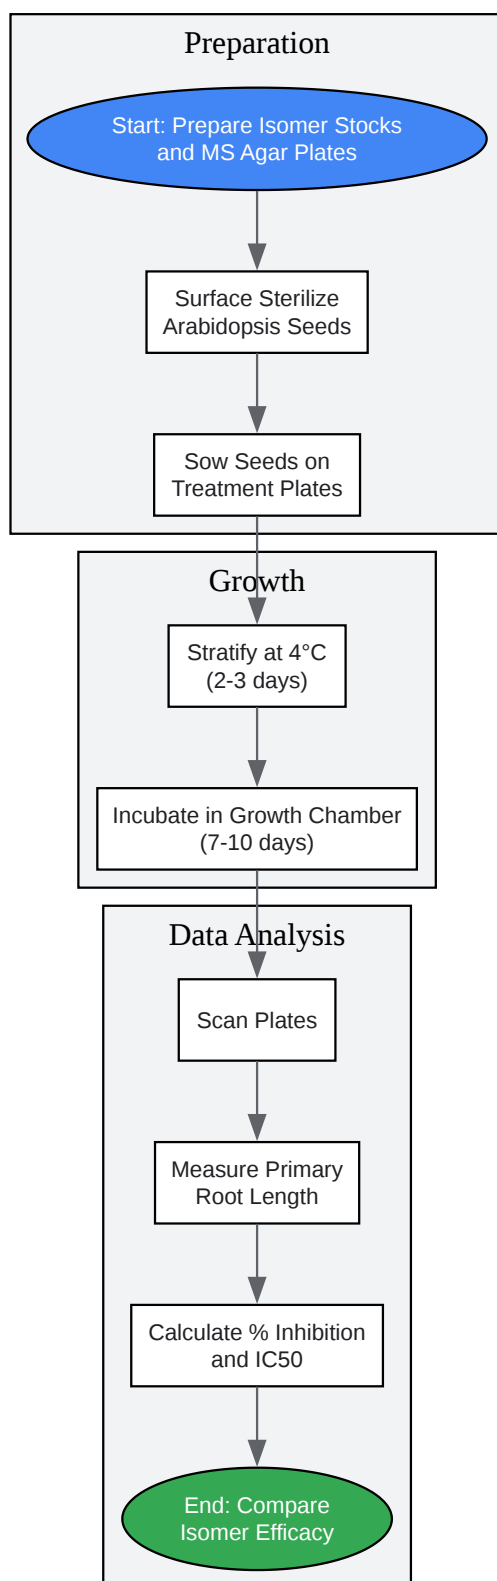 Preparation
Start: Prepare Isomer Stocks
and MS Agar Plates
Surface Sterilize
Arabidopsis Seeds
Sow Seeds on
Treatment Plates
Growth
Stratify at 4°C
(2-3 days)
Incubate in Growth Chamber
(7-10 days)
Data Analysis
Scan Plates
Measure Primary
Root Length
Calculate % Inhibition
and IC50
End: Compare
Isomer Efficacy